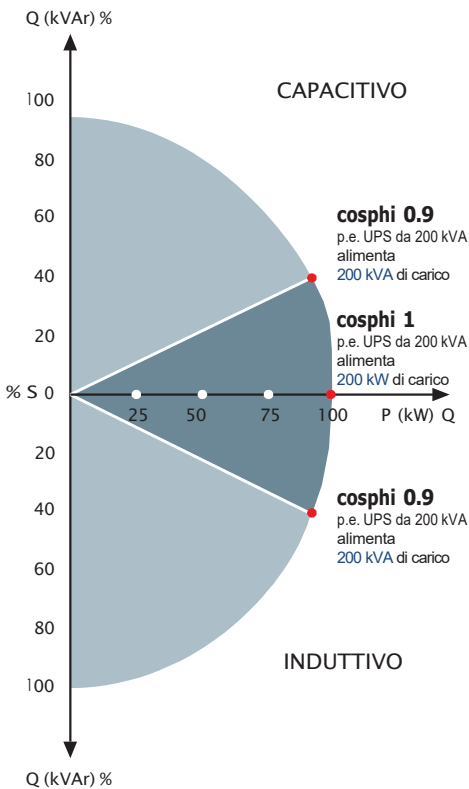 Q (kVAr) %
CAPACITIVO
100
80
60
40
20
% S 0
20
40
60
80
100
cosphi 0.9
p.e. UPS da 200 kVA
alimenta
200 kVA di carico
cosphi 1
p.e. UPS da 200 kVA
alimenta
200 kW di carico
25 50 75 100 P (kW) Q
cosphi 0.9
p.e. UPS da 200 kVA
alimenta
200 kVA di carico
INDUTTIVO
Q (kVAr) %